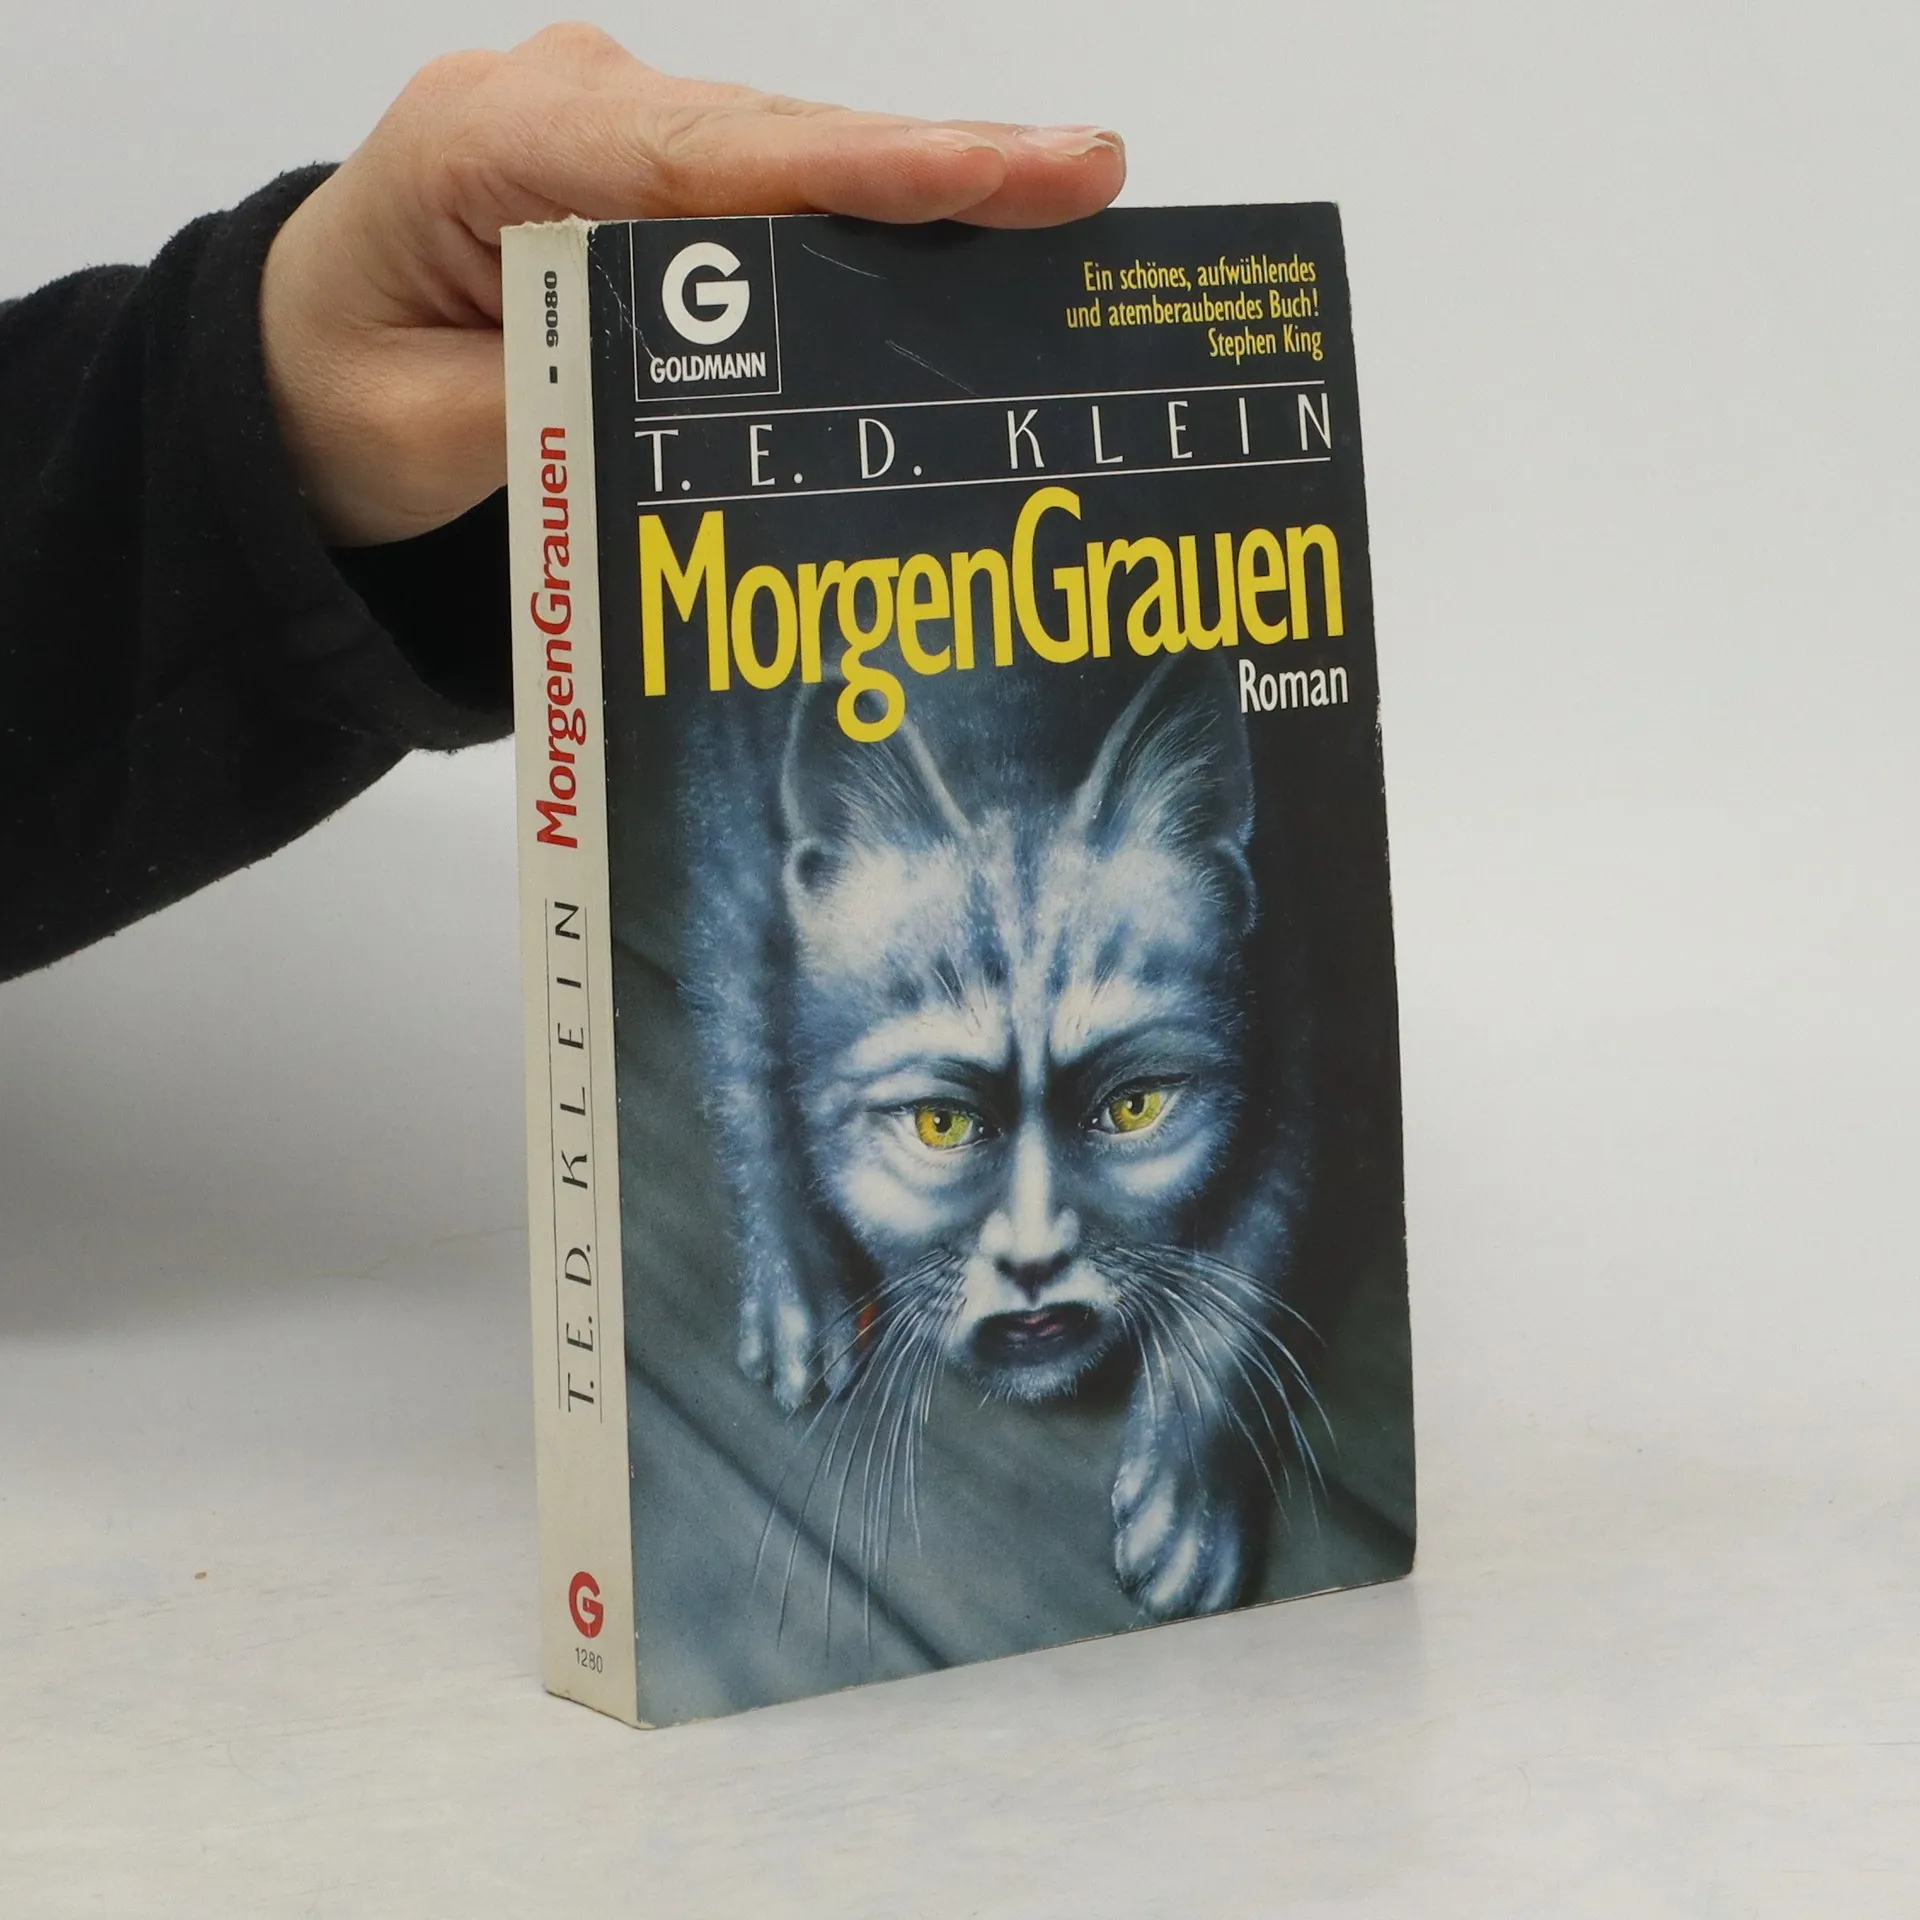 9080
MorgenGrauen
T.E.D. KLEIN
G
1280
G
GOLDMANN
Ein schönes, aufwühlendes
und atemberaubendes Buch!
Stephen King
T.E.D. KLEIN
MorgenGrauen
Roman